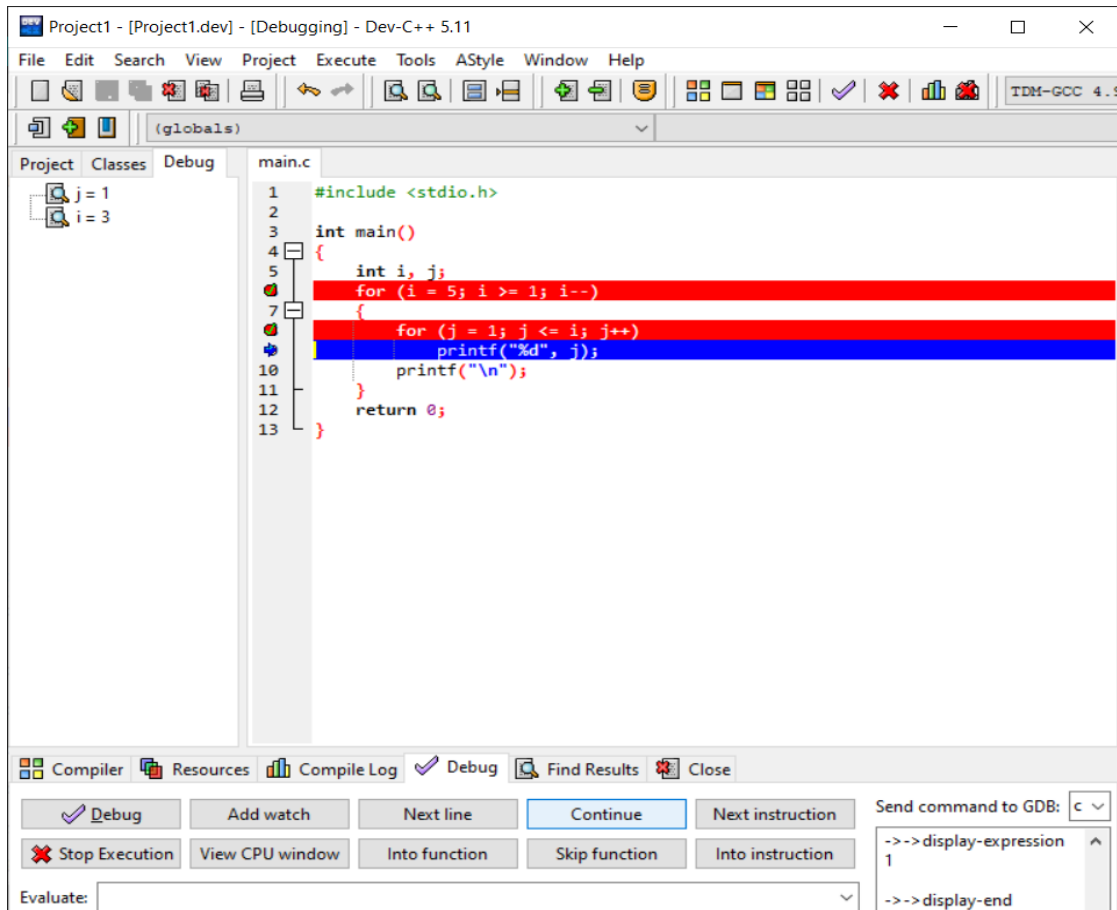 Project1 - [Project1.dev] - [Debugging] - Dev-C++ 5.11
File Edit Search View Project Execute Tools AStyle Window Help
TDM-GCC 4.9
(globals)
Project Classes Debug
main.c
j = 1
i = 3
1 #include <stdio.h>
2
3 int main()
4 {
5 int i, j;
for (i = 5; i >= 1; i--)
7 {
for (j = 1; j <= i; j++)
printf("%d", j);
10 printf("\n");
11 }
12 return 0;
13 }
Compiler Resources Compile Log Debug Find Results Close
Debug Add watch Next line Continue Next instruction
Send command to GDB: c
Stop Execution View CPU window Into function Skip function Into instruction
->->display-expression
1
->->display-end
Evaluate: